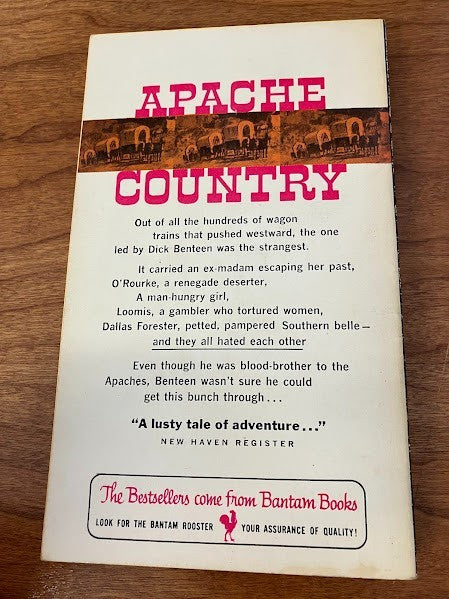 APACHE
COUNTRY
Out of all the hundreds of wagon
trains that pushed westward, the one
led by Dick Benteen was the strangest.
It carried an ex-madam escaping her past,
O'Rourke, a renegade deserter,
A man-hungry girl,
Loomis, a gambler who tortured women,
Dallas Forester, petted, pampered Southern belle—
and they all hated each other
Even though he was blood-brother to the
Apaches, Benteen wasn't sure he could
get this bunch through...
"A lusty tale of adventure..."
NEW HAVEN REGISTER
The Bestsellers come from Bantam Books
LOOK FOR THE BANTAM ROOSTER YOUR ASSURANCE OF QUALITY!